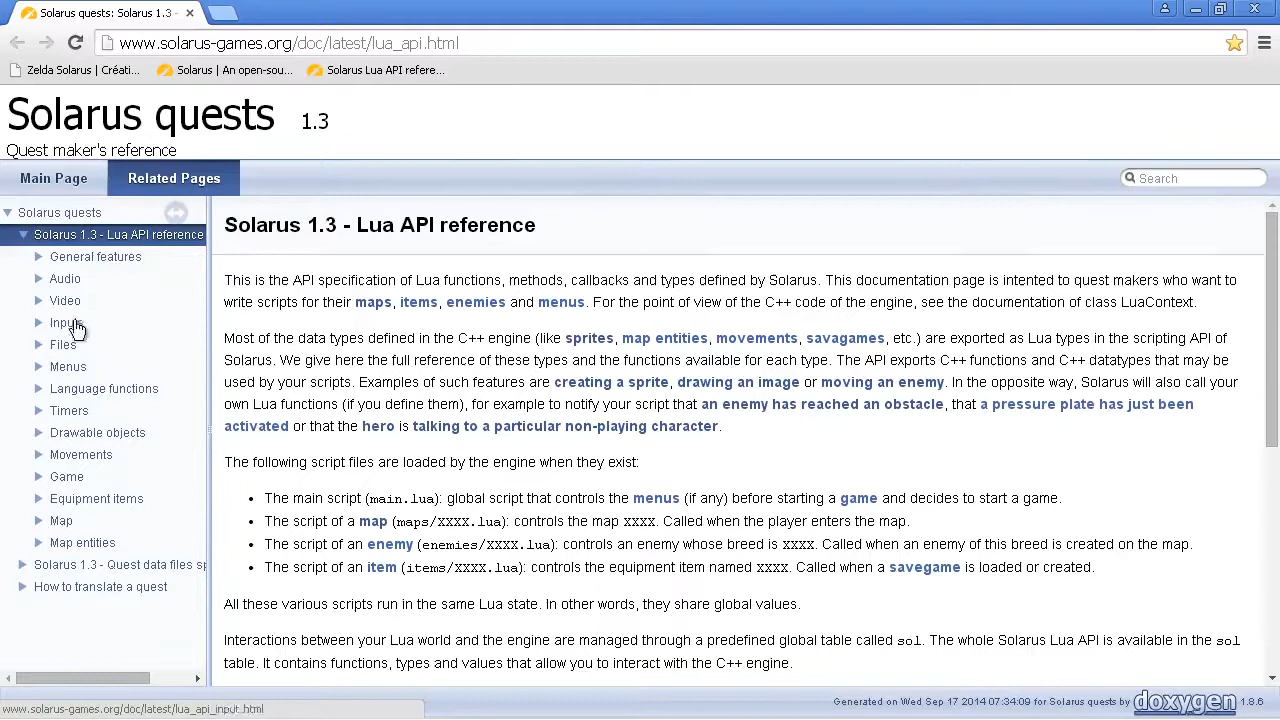 Solarus quests: Solarus 1.3 -
www.solarus-games.org/doc/latest/lua_api.html
Zelda Solarus | Créati... Solarus | An open-sou... Solarus Lua API refere...
Solarus quests 1.3
Quest maker's reference
Main Page Related Pages Search
Solarus quests
Solarus 1.3 - Lua API reference
General features
Audio
Video
Inputs
Files
Menus
Language functions
Timers
Drawable objects
Movements
Game
Equipment items
Map
Map entities
Solarus 1.3 - Quest data files sp
How to translate a quest
Solarus 1.3 - Lua API reference
This is the API specification of Lua functions, methods, callbacks and types defined by Solarus. This documentation page is intented to quest makers who want to
write scripts for their maps, items, enemies and menus. For the point of view of the C++ code of the engine, see the documentation of class LuaContext.
Most of the data types defined in the C++ engine (like sprites, map entities, movements, savagames, etc.) are exported as Lua types in the scripting API of
Solarus. We give here the full reference of these types and the functions available for each type. The API exports C++ functions and C++ datatypes that may be
used by your scripts. Examples of such features are creating a sprite, drawing an image or moving an enemy. In the opposite way, Solarus will also call your
own Lua functions (if you define them), for example to notify your script that an enemy has reached an obstacle, that a pressure plate has just been
activated or that the hero is talking to a particular non-playing character.
The following script files are loaded by the engine when they exist:
• The main script (main.lua): global script that controls the menus (if any) before starting a game and decides to start a game.
• The script of a map (maps/XXXX.lua): controls the map XXXX. Called when the player enters the map.
• The script of an enemy (enemies/XXXX.lua): controls an enemy whose breed is XXXX. Called when an enemy of this breed is created on the map.
• The script of an item (items/XXXX.lua): controls the equipment item named XXXX. Called when a savegame is loaded or created.
All these various scripts run in the same Lua state. In other words, they share global values.
Interactions between your Lua world and the engine are managed through a predefined global table called sol. The whole Solarus Lua API is available in the sol
table. It contains functions, types and values that allow you to interact with the C++ engine.
www.solarus-games.org/doc/latest/lua_api_input.html
Generated on Wed Sep 17 2014 07:34:09 for Solarus quests by doxygen 1.8.6